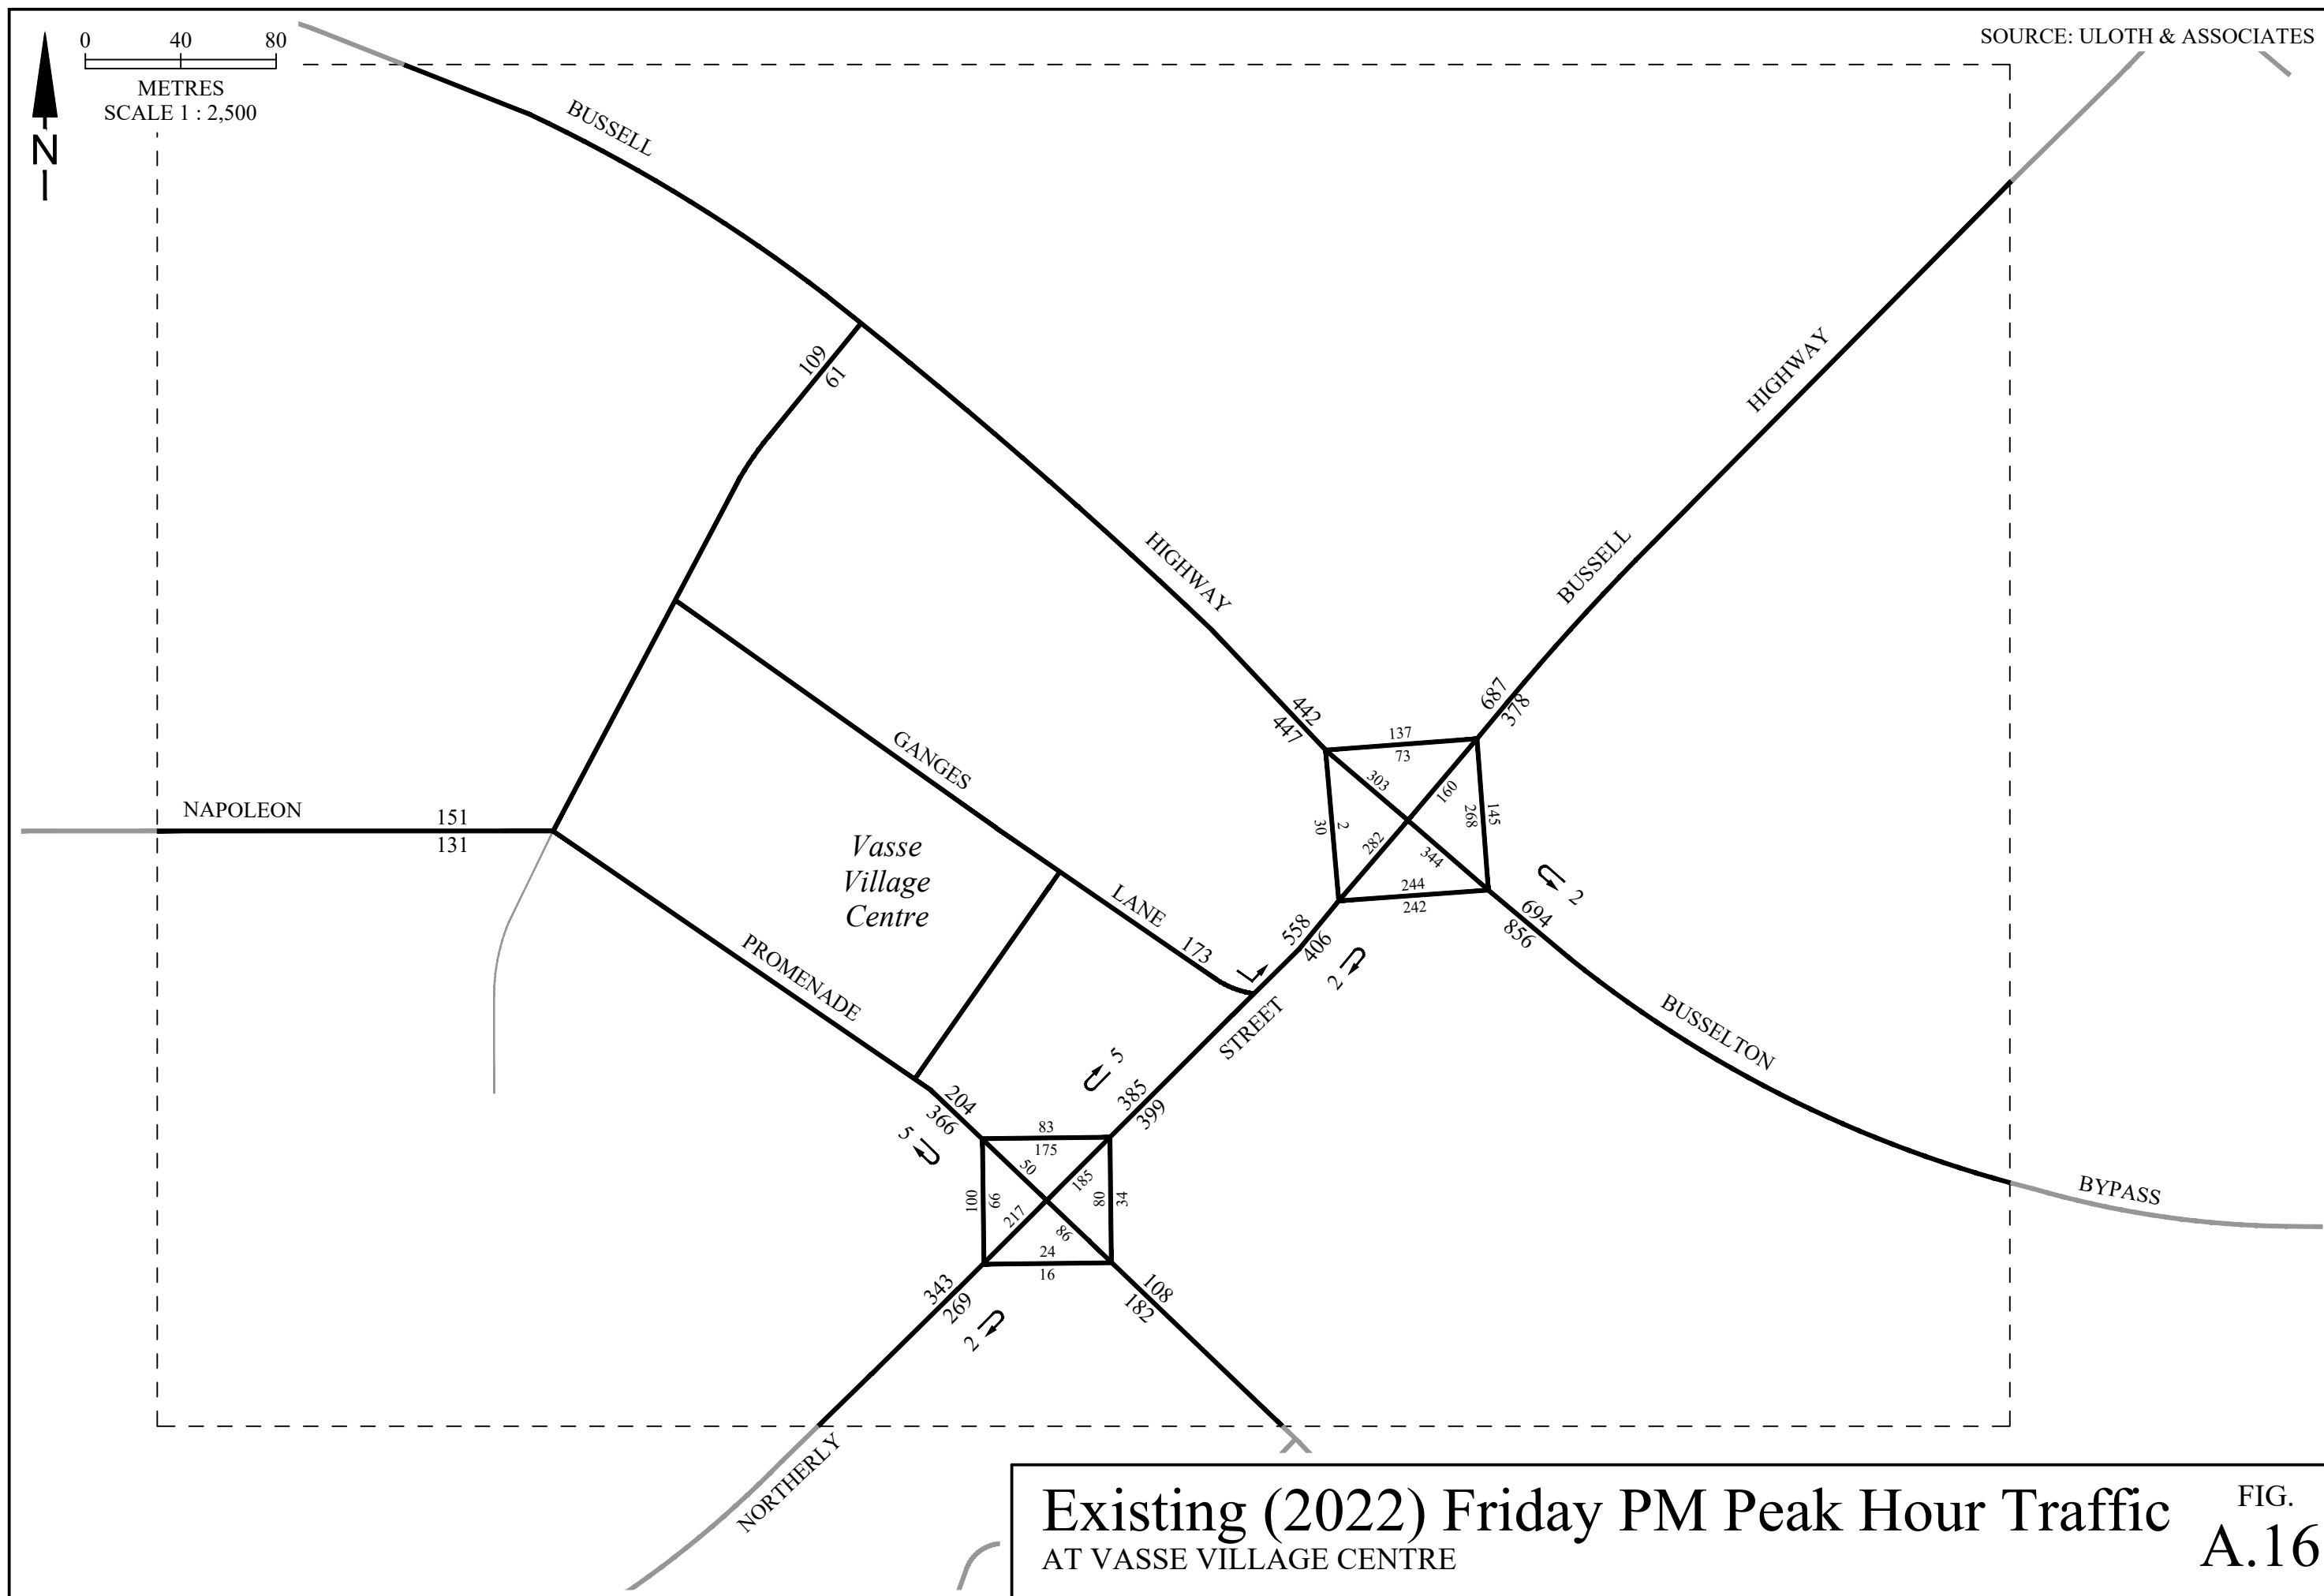 SOURCE: ULOTH & ASSOCIATES
0 40 80
METRES
SCALE 1 : 2,500
N
BUSSELL
109
61
HIGHWAY
HIGHWAY
BUSSELL
687
378
442
447
137
73
303
160
30
2
268
145
282
344
244
242
2
694
856
558
406
2
NAPOLEON
151
131
GANGES
LANE
173
Vasse
Village
Centre
PROMENADE
STREET
BUSSELTON
BYPASS
5
385
399
204
366
5
83
175
50
185
100
66
80
34
217
86
24
16
343
269
2
108
182
NORTHERLY
Existing (2022) Friday PM Peak Hour Traffic
AT VASSE VILLAGE CENTRE
FIG.
A.16